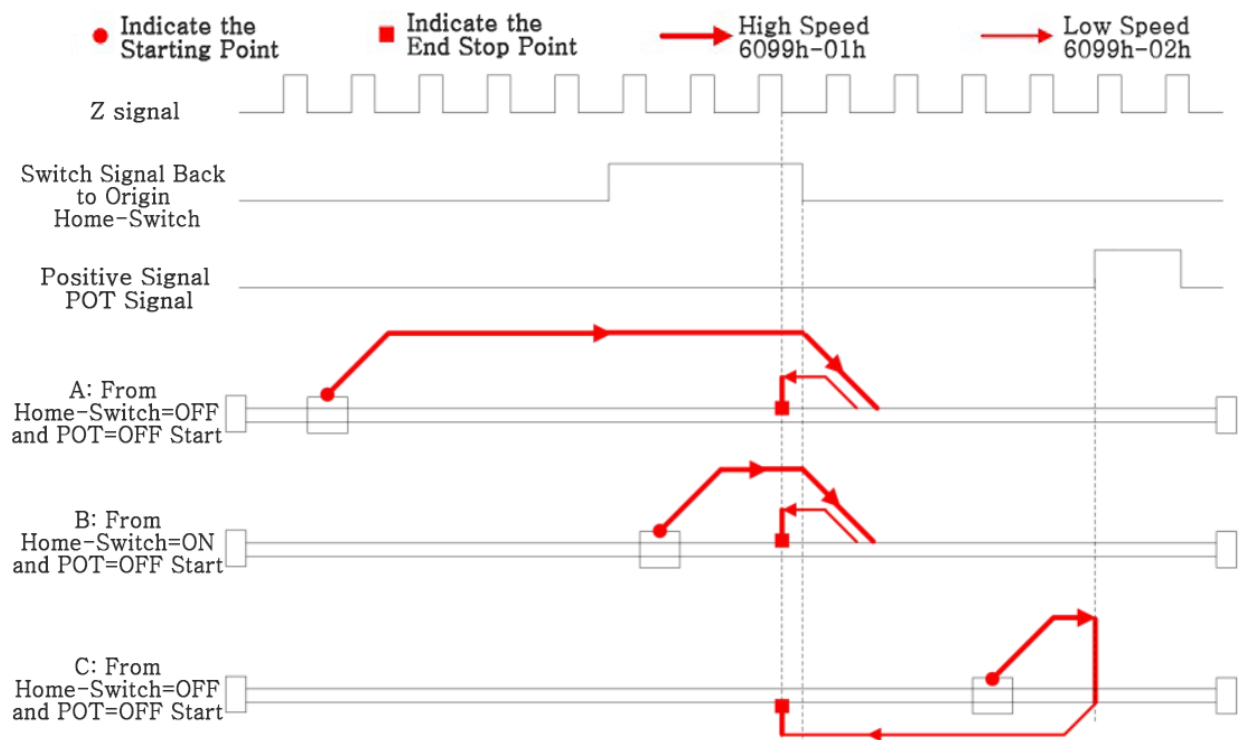 Indicate the
Starting Point
Indicate the
End Stop Point
High Speed
6099h-01h
Low Speed
6099h-02h
Z signal
Switch Signal Back
to Origin
Home-Switch
Positive Signal
POT Signal
A: From
Home-Switch=OFF
and POT=OFF Start
B: From
Home-Switch=ON
and POT=OFF Start
C: From
Home-Switch=OFF
and POT=OFF Start